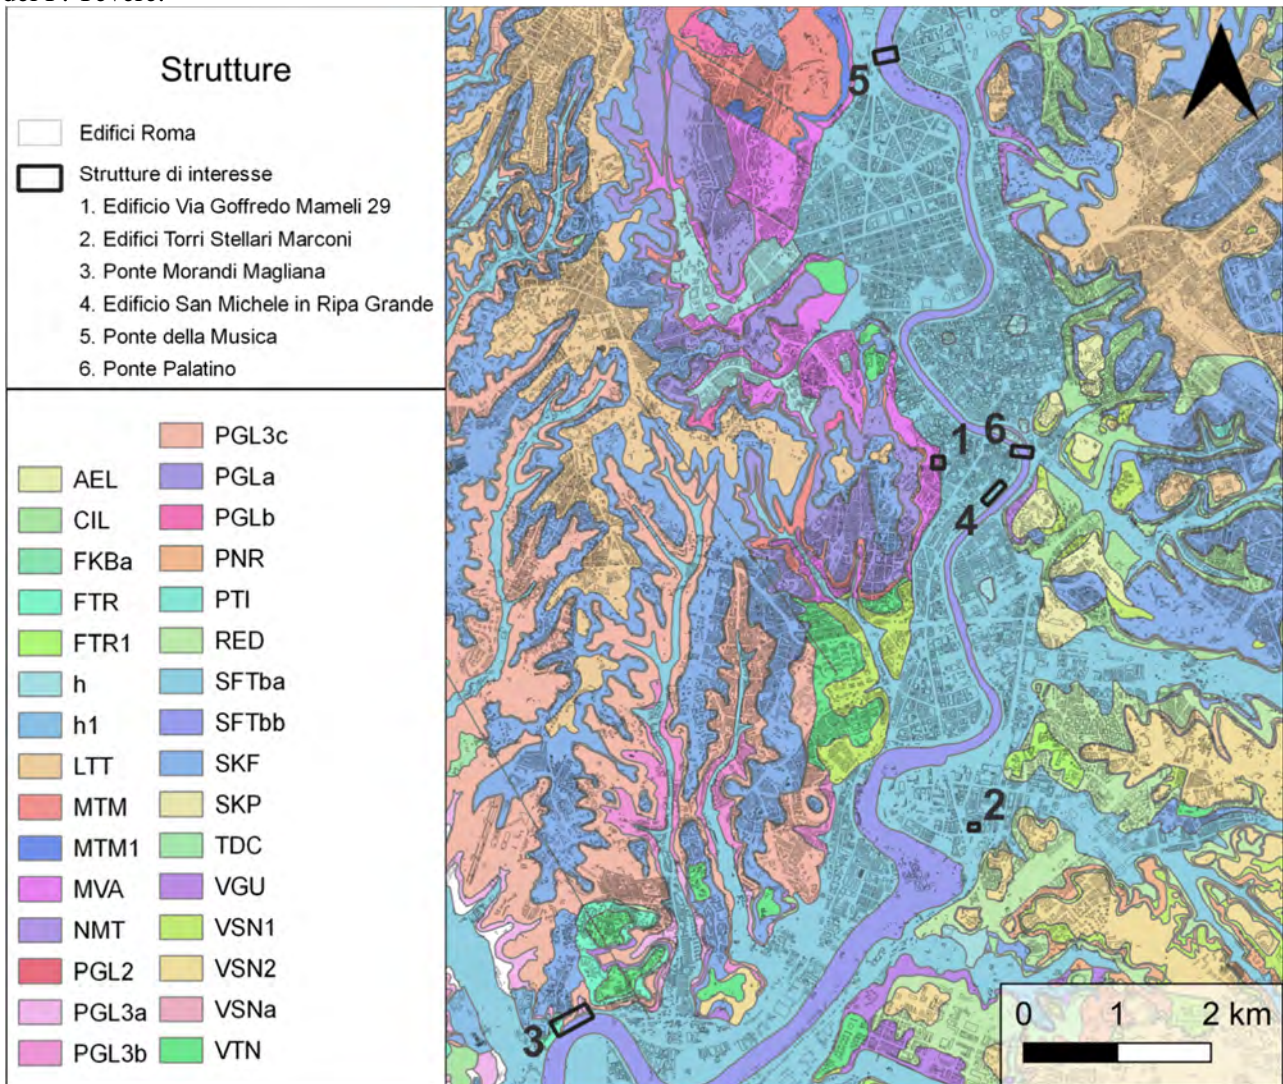 del F. Tevere.
Strutture
Edifici Roma
Strutture di interesse
1. Edificio Via Goffredo Mameli 29
2. Edifici Torri Stellari Marconi
3. Ponte Morandi Magliana
4. Edificio San Michele in Ripa Grande
5. Ponte della Musica
6. Ponte Palatino
AEL
CIL
FKBa
FTR
FTR1
h
h1
LTT
MTM
MTM1
MVA
NMT
PGL2
PGL3a
PGL3b
PGL3c
PGLa
PGLb
PNR
PTI
RED
SFTba
SFTbb
SKF
SKP
TDC
VGU
VSN1
VSN2
VSNa
VTN
5
1
6
4
2
3
0 1 2 km